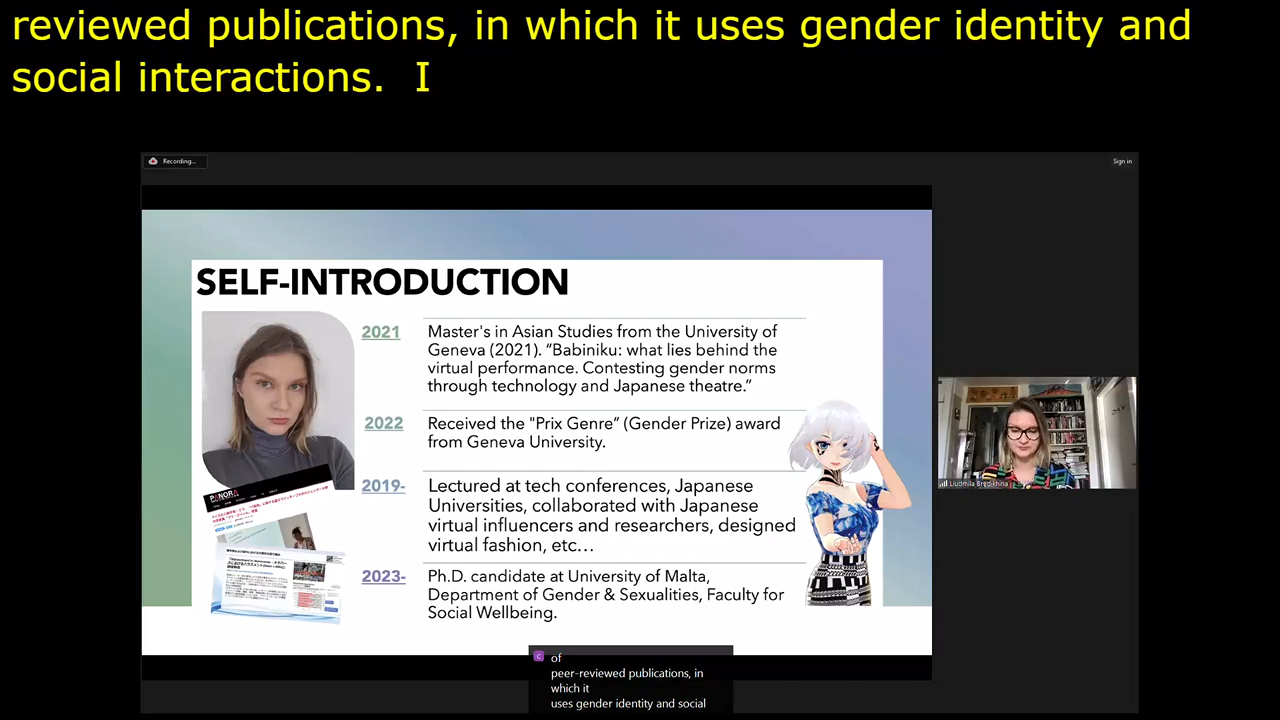 reviewed publications, in which it uses gender identity and
social interactions.   I
Recording...
Sign in
SELF-INTRODUCTION
2021
Master's in Asian Studies from the University of
Geneva (2021). “Babiniku: what lies behind the
virtual performance. Contesting gender norms
through technology and Japanese theatre.”
2022
Received the "Prix Genre” (Gender Prize) award
from Geneva University.
2019-
Lectured at tech conferences, Japanese
Universities, collaborated with Japanese
virtual influencers and researchers, designed
virtual fashion, etc…
2023-
Ph.D. candidate at University of Malta,
Department of Gender & Sexualities, Faculty for
Social Wellbeing.
PANORA
Liudmila Bredikhina
C
of
peer-reviewed publications, in
which it
uses gender identity and social